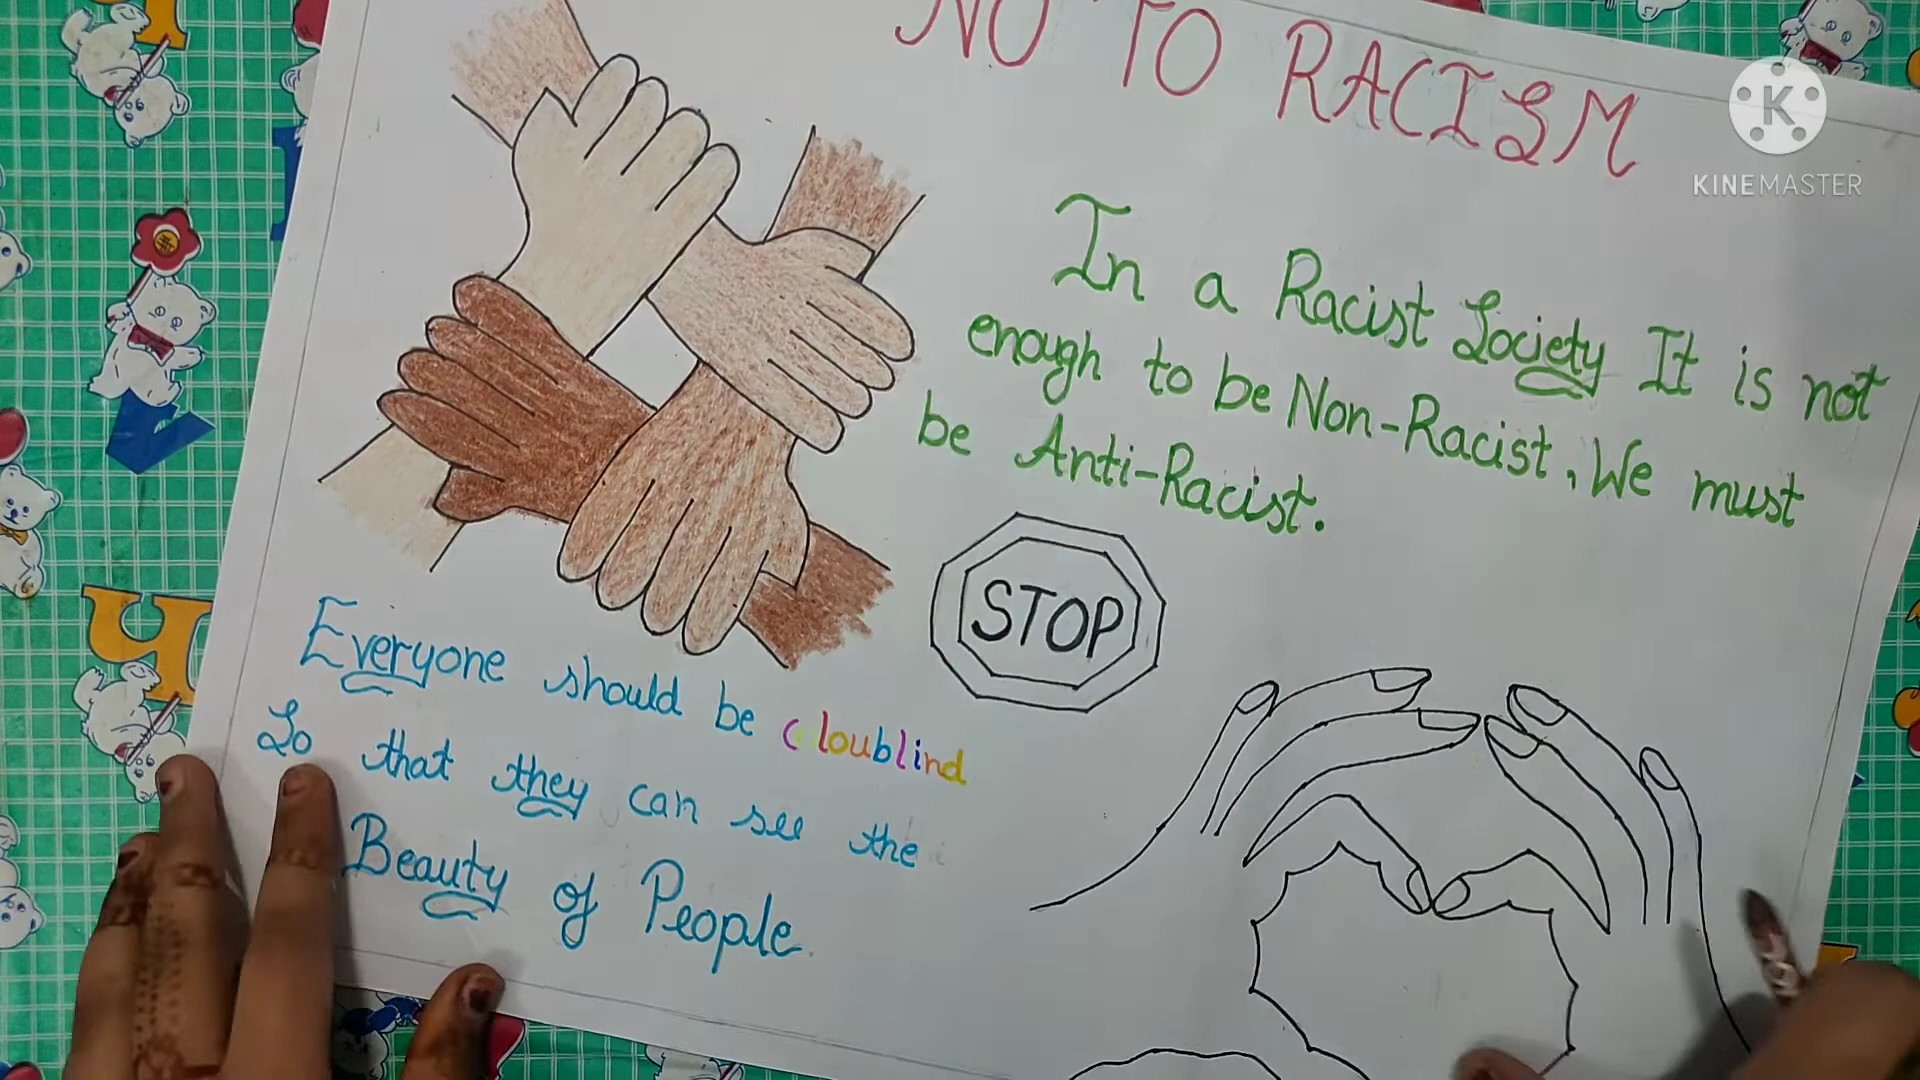 NO TO RACISM
KINEMASTER
In a Racist Society It is not
enough to be Non-Racist, We must
be Anti-Racist.
STOP
Everyone should be cloublind
So that they can see the
Beauty of People.